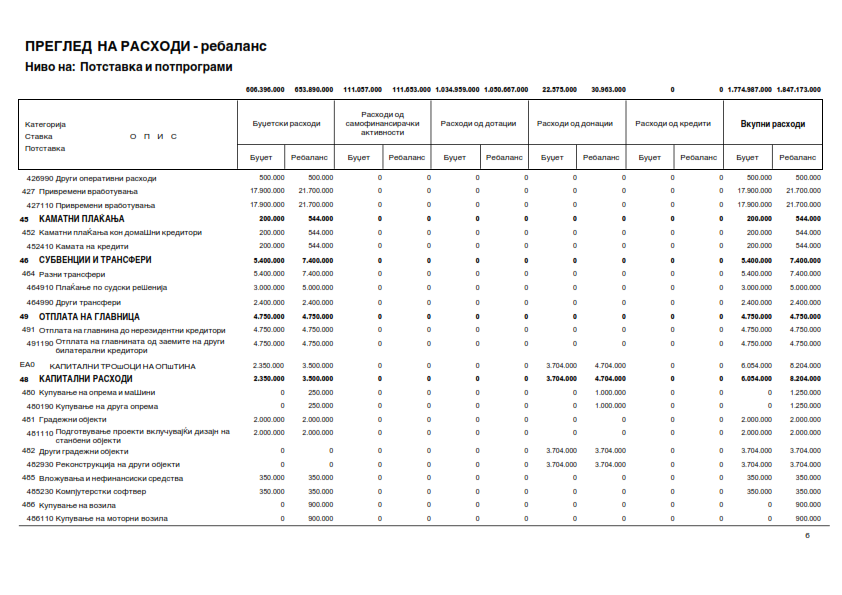 ПРЕГЛЕД НА РАСХОДИ - ребаланс
Ниво на: Потставка и потпрограми
606.396.000 653.890.000 111.057.000 111.653.000 1.034.959.000 1.050.667.000 22.575.000 30.963.000 0 0 1.774.987.000 1.847.173.000
Категорија
Ставка О П И С
Потставка
Буџетски расходи
Расходи од самофинансирачки активности
Расходи од дотации
Расходи од донации
Расходи од кредити
Вкупни расходи
Буџет Ребаланс Буџет Ребаланс Буџет Ребаланс Буџет Ребаланс Буџет Ребаланс Буџет Ребаланс
426990 Други оперативни расходи 500.000 500.000 0 0 0 0 0 0 0 0 500.000 500.000
427 Привремени вработувања 17.900.000 21.700.000 0 0 0 0 0 0 0 0 17.900.000 21.700.000
427110 Привремени вработувања 17.900.000 21.700.000 0 0 0 0 0 0 0 0 17.900.000 21.700.000
45 КАМАТНИ ПЛАЌАЊА 200.000 544.000 0 0 0 0 0 0 0 0 200.000 544.000
452 Каматни плаЌања кон домаШни кредитори 200.000 544.000 0 0 0 0 0 0 0 0 200.000 544.000
452410 Камата на кредити 200.000 544.000 0 0 0 0 0 0 0 0 200.000 544.000
46 СУБВЕНЦИИ И ТРАНСФЕРИ 5.400.000 7.400.000 0 0 0 0 0 0 0 0 5.400.000 7.400.000
464 Разни трансфери 5.400.000 7.400.000 0 0 0 0 0 0 0 0 5.400.000 7.400.000
464910 ПлаЌање по судски реШенија 3.000.000 5.000.000 0 0 0 0 0 0 0 0 3.000.000 5.000.000
464990 Други трансфери 2.400.000 2.400.000 0 0 0 0 0 0 0 0 2.400.000 2.400.000
49 ОТПЛАТА НА ГЛАВНИЦА 4.750.000 4.750.000 0 0 0 0 0 0 0 0 4.750.000 4.750.000
491 Отплата на главнина до нерезидентни кредитори 4.750.000 4.750.000 0 0 0 0 0 0 0 0 4.750.000 4.750.000
491190 Отплата на главнината од заемите на други 4.750.000 4.750.000 0 0 0 0 0 0 0 0 4.750.000 4.750.000
билатерални кредитори
ЕА0 КАПИТАЛНИ ТРОШОЦИ НА ОПШТИНА 2.350.000 3.500.000 0 0 0 0 3.704.000 4.704.000 0 0 6.054.000 8.204.000
48 КАПИТАЛНИ РАСХОДИ 2.350.000 3.500.000 0 0 0 0 3.704.000 4.704.000 0 0 6.054.000 8.204.000
480 Купување на опрема и маШини 0 250.000 0 0 0 0 0 1.000.000 0 0 0 1.250.000
480190 Купување на друга опрема 0 250.000 0 0 0 0 0 1.000.000 0 0 0 1.250.000
481 Градежни објекти 2.000.000 2.000.000 0 0 0 0 0 0 0 0 2.000.000 2.000.000
481110 Подготвување проекти вклучувајЌи дизајн на 2.000.000 2.000.000 0 0 0 0 0 0 0 0 2.000.000 2.000.000
станбени објекти
482 Други градежни објекти 0 0 0 0 0 0 3.704.000 3.704.000 0 0 3.704.000 3.704.000
482930 Реконструкција на други објекти 0 0 0 0 0 0 3.704.000 3.704.000 0 0 3.704.000 3.704.000
485 Вложувања и нефинансиски средства 350.000 350.000 0 0 0 0 0 0 0 0 350.000 350.000
485230 Компјутерски софтвер 350.000 350.000 0 0 0 0 0 0 0 0 350.000 350.000
486 Купување на возила 0 900.000 0 0 0 0 0 0 0 0 0 900.000
486110 Купување на моторни возила 0 900.000 0 0 0 0 0 0 0 0 0 900.000
6